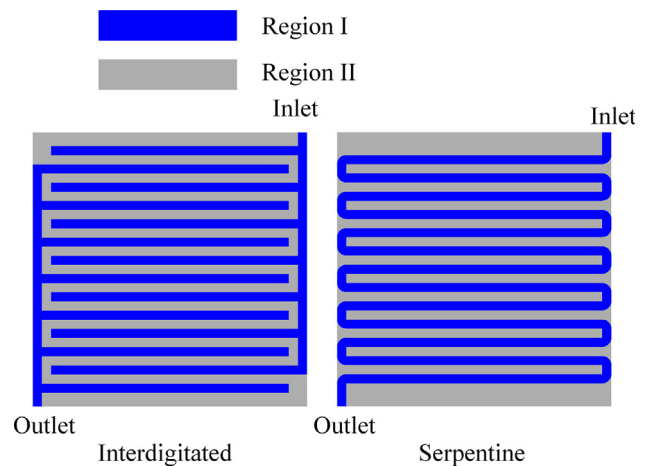 Region I
Region II
Inlet
Inlet
Outlet
Outlet
Interdigitated
Serpentine